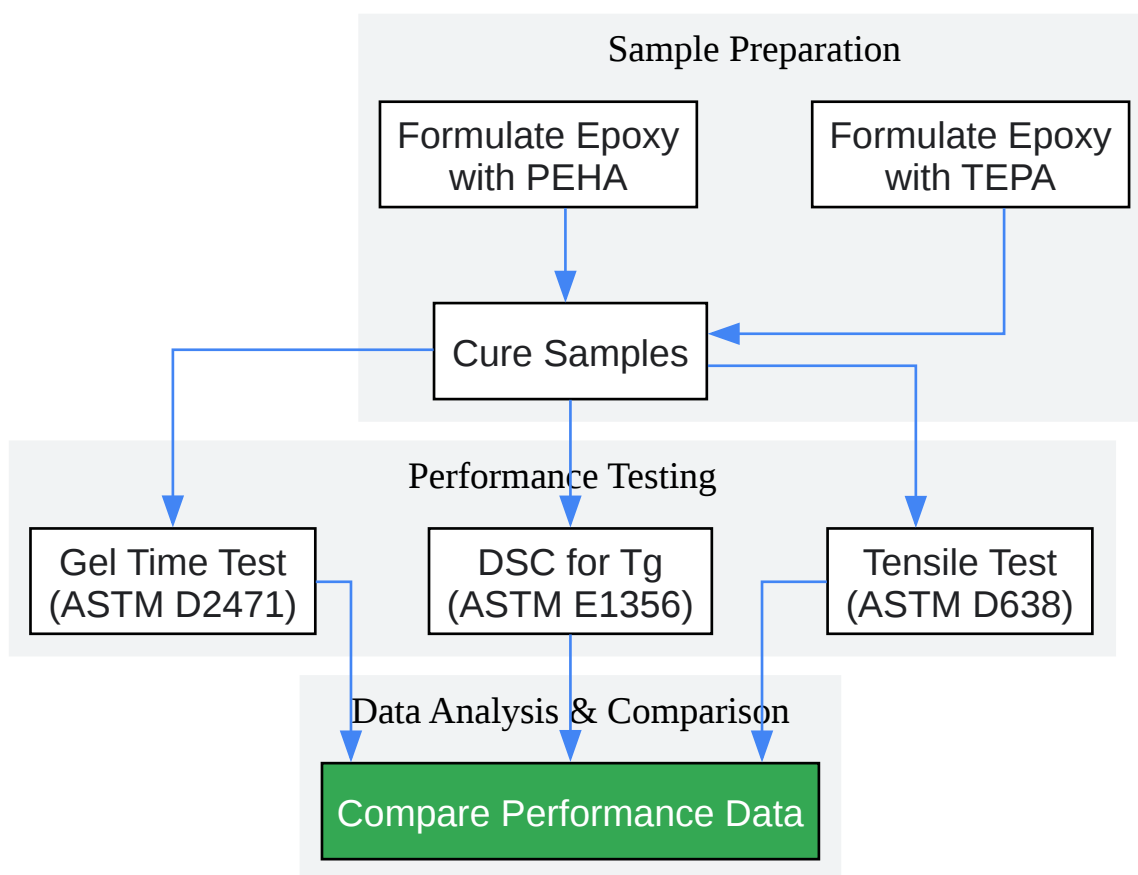 Sample Preparation
Formulate Epoxy
with PEHA
Formulate Epoxy
with TEPA
Cure Samples
Performance Testing
Gel Time Test
(ASTM D2471)
DSC for Tg
(ASTM E1356)
Tensile Test
(ASTM D638)
Data Analysis & Comparison
Compare Performance Data